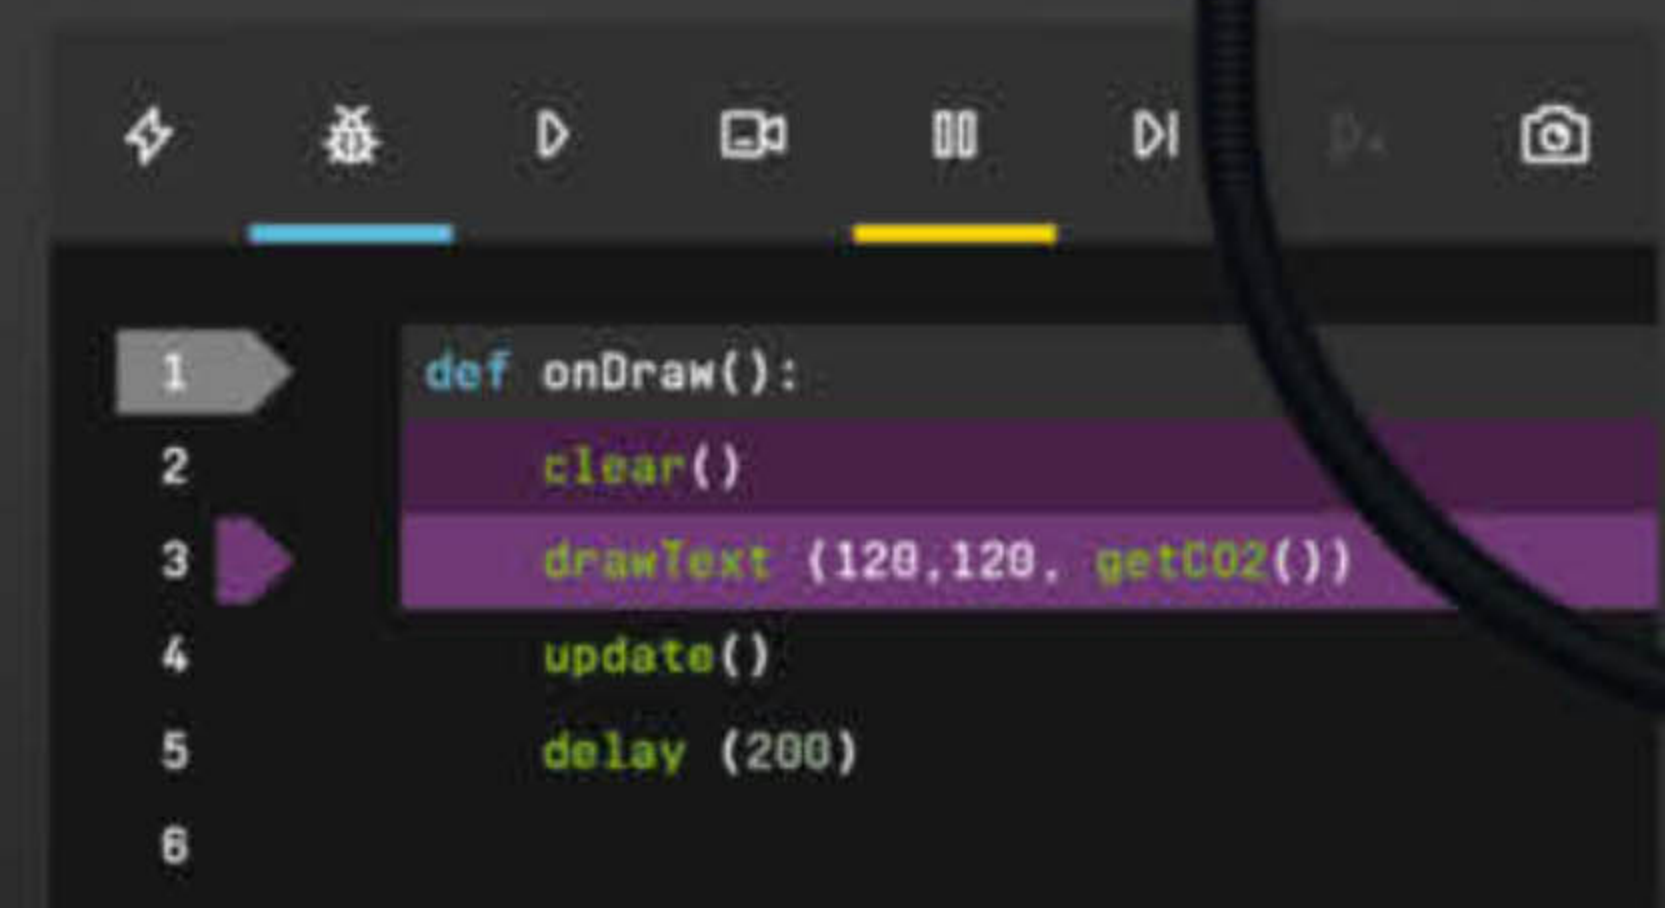 1 def onDraw():
2 clear()
3 drawText (120,120, getCO2())
4 update()
5 delay (200)
6